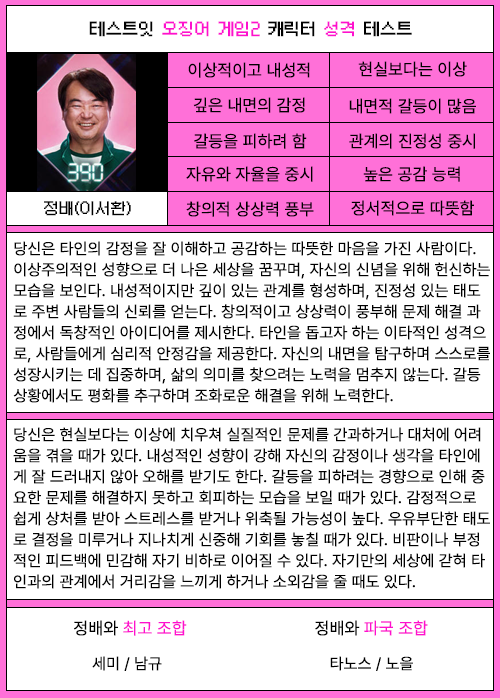 테스트잇 오징어 게임2 캐릭터 성격 테스트
390
정배(이서환)
이상적이고 내성적
현실보다는 이상
깊은 내면의 감정
내면적 갈등이 많음
갈등을 피하려 함
관계의 진정성 중시
자유와 자율을 중시
높은 공감 능력
창의적 상상력 풍부
정서적으로 따뜻함
당신은 타인의 감정을 잘 이해하고 공감하는 따뜻한 마음을 가진 사람이다.
이상주의적인 성향으로 더 나은 세상을 꿈꾸며, 자신의 신념을 위해 헌신하는
모습을 보인다. 내성적이지만 깊이 있는 관계를 형성하며, 진정성 있는 태도
로 주변 사람들의 신뢰를 얻는다. 창의적이고 상상력이 풍부해 문제 해결 과
정에서 독창적인 아이디어를 제시한다. 타인을 돕고자 하는 이타적인 성격으
로, 사람들에게 심리적 안정감을 제공한다. 자신의 내면을 탐구하며 스스로를
성장시키는 데 집중하며, 삶의 의미를 찾으려는 노력을 멈추지 않는다. 갈등
상황에서도 평화를 추구하며 조화로운 해결을 위해 노력한다.
당신은 현실보다는 이상에 치우쳐 실질적인 문제를 간과하거나 대처에 어려
움을 겪을 때가 있다. 내성적인 성향이 강해 자신의 감정이나 생각을 타인에
게 잘 드러내지 않아 오해를 받기도 한다. 갈등을 피하려는 경향으로 인해 중
요한 문제를 해결하지 못하고 회피하는 모습을 보일 때가 있다. 감정적으로
쉽게 상처를 받아 스트레스를 받거나 위축될 가능성이 높다. 우유부단한 태도
로 결정을 미루거나 지나치게 신중해 기회를 놓칠 때가 있다. 비판이나 부정
적인 피드백에 민감해 자기 비하로 이어질 수 있다. 자기만의 세상에 갇혀 타
인과의 관계에서 거리감을 느끼게 하거나 소외감을 줄 때도 있다.
정배와 최고 조합
세미 / 남규
정배와 파국 조합
타노스 / 노을